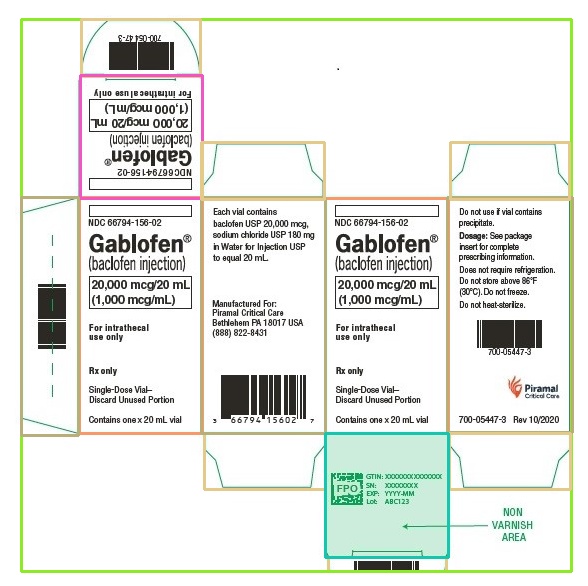 700-05447-3
For intrathecal use only
20,000 mcg/20 mL
(1,000 mcg/mL)
(baclofen injection)
Gablofen®
NDC66794-156-02
NDC 66794-156-02
Gablofen®
(baclofen injection)
20,000 mcg/20 mL
(1,000 mcg/mL)
For intrathecal
use only
Rx only
Single-Dose Vial–
Discard Unused Portion
Contains one x 20 mL vial
Each vial contains
baclofen USP 20,000 mcg,
sodium chloride USP 180 mg
in Water for Injection USP
to equal 20 mL.
Manufactured For:
Piramal Critical Care
Bethlehem PA 18017 USA
(888) 822-8431
3 66794 15602 7
NDC 66794-156-02
Gablofen®
(baclofen injection)
20,000 mcg/20 mL
(1,000 mcg/mL)
For intrathecal
use only
Rx only
Single-Dose Vial–
Discard Unused Portion
Contains one x 20 mL vial
Do not use if vial contains
precipitate.
Dosage: See package
insert for complete
prescribing information.
Does not require refrigeration.
Do not store above 86°F
(30°C). Do not freeze.
Do not heat-sterilize.
700-05447-3
Piramal
Critical Care
700-05447-3 Rev 10/2020
FPO
GTIN: XXXXXXXXXXXXXX
SN: XXXXXXXX
EXP: YYYY-MM
Lot: ABC123
NON
VARNISH
AREA